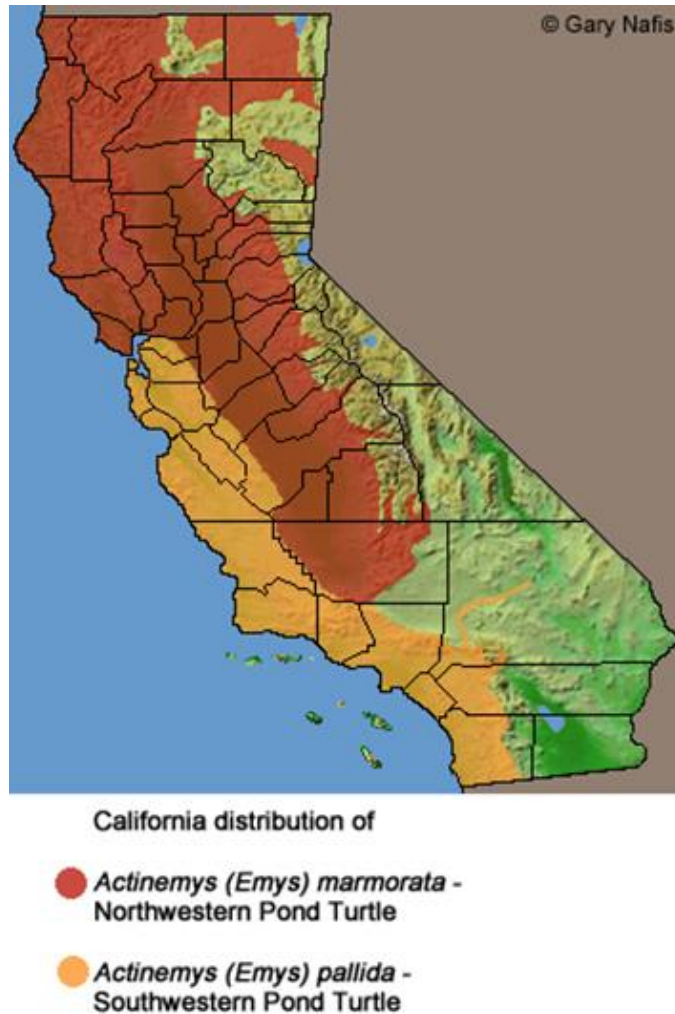 © Gary Nafis
California distribution of
Actinemys (Emys) marmorata -
Northwestern Pond Turtle
Actinemys (Emys) pallida -
Southwestern Pond Turtle